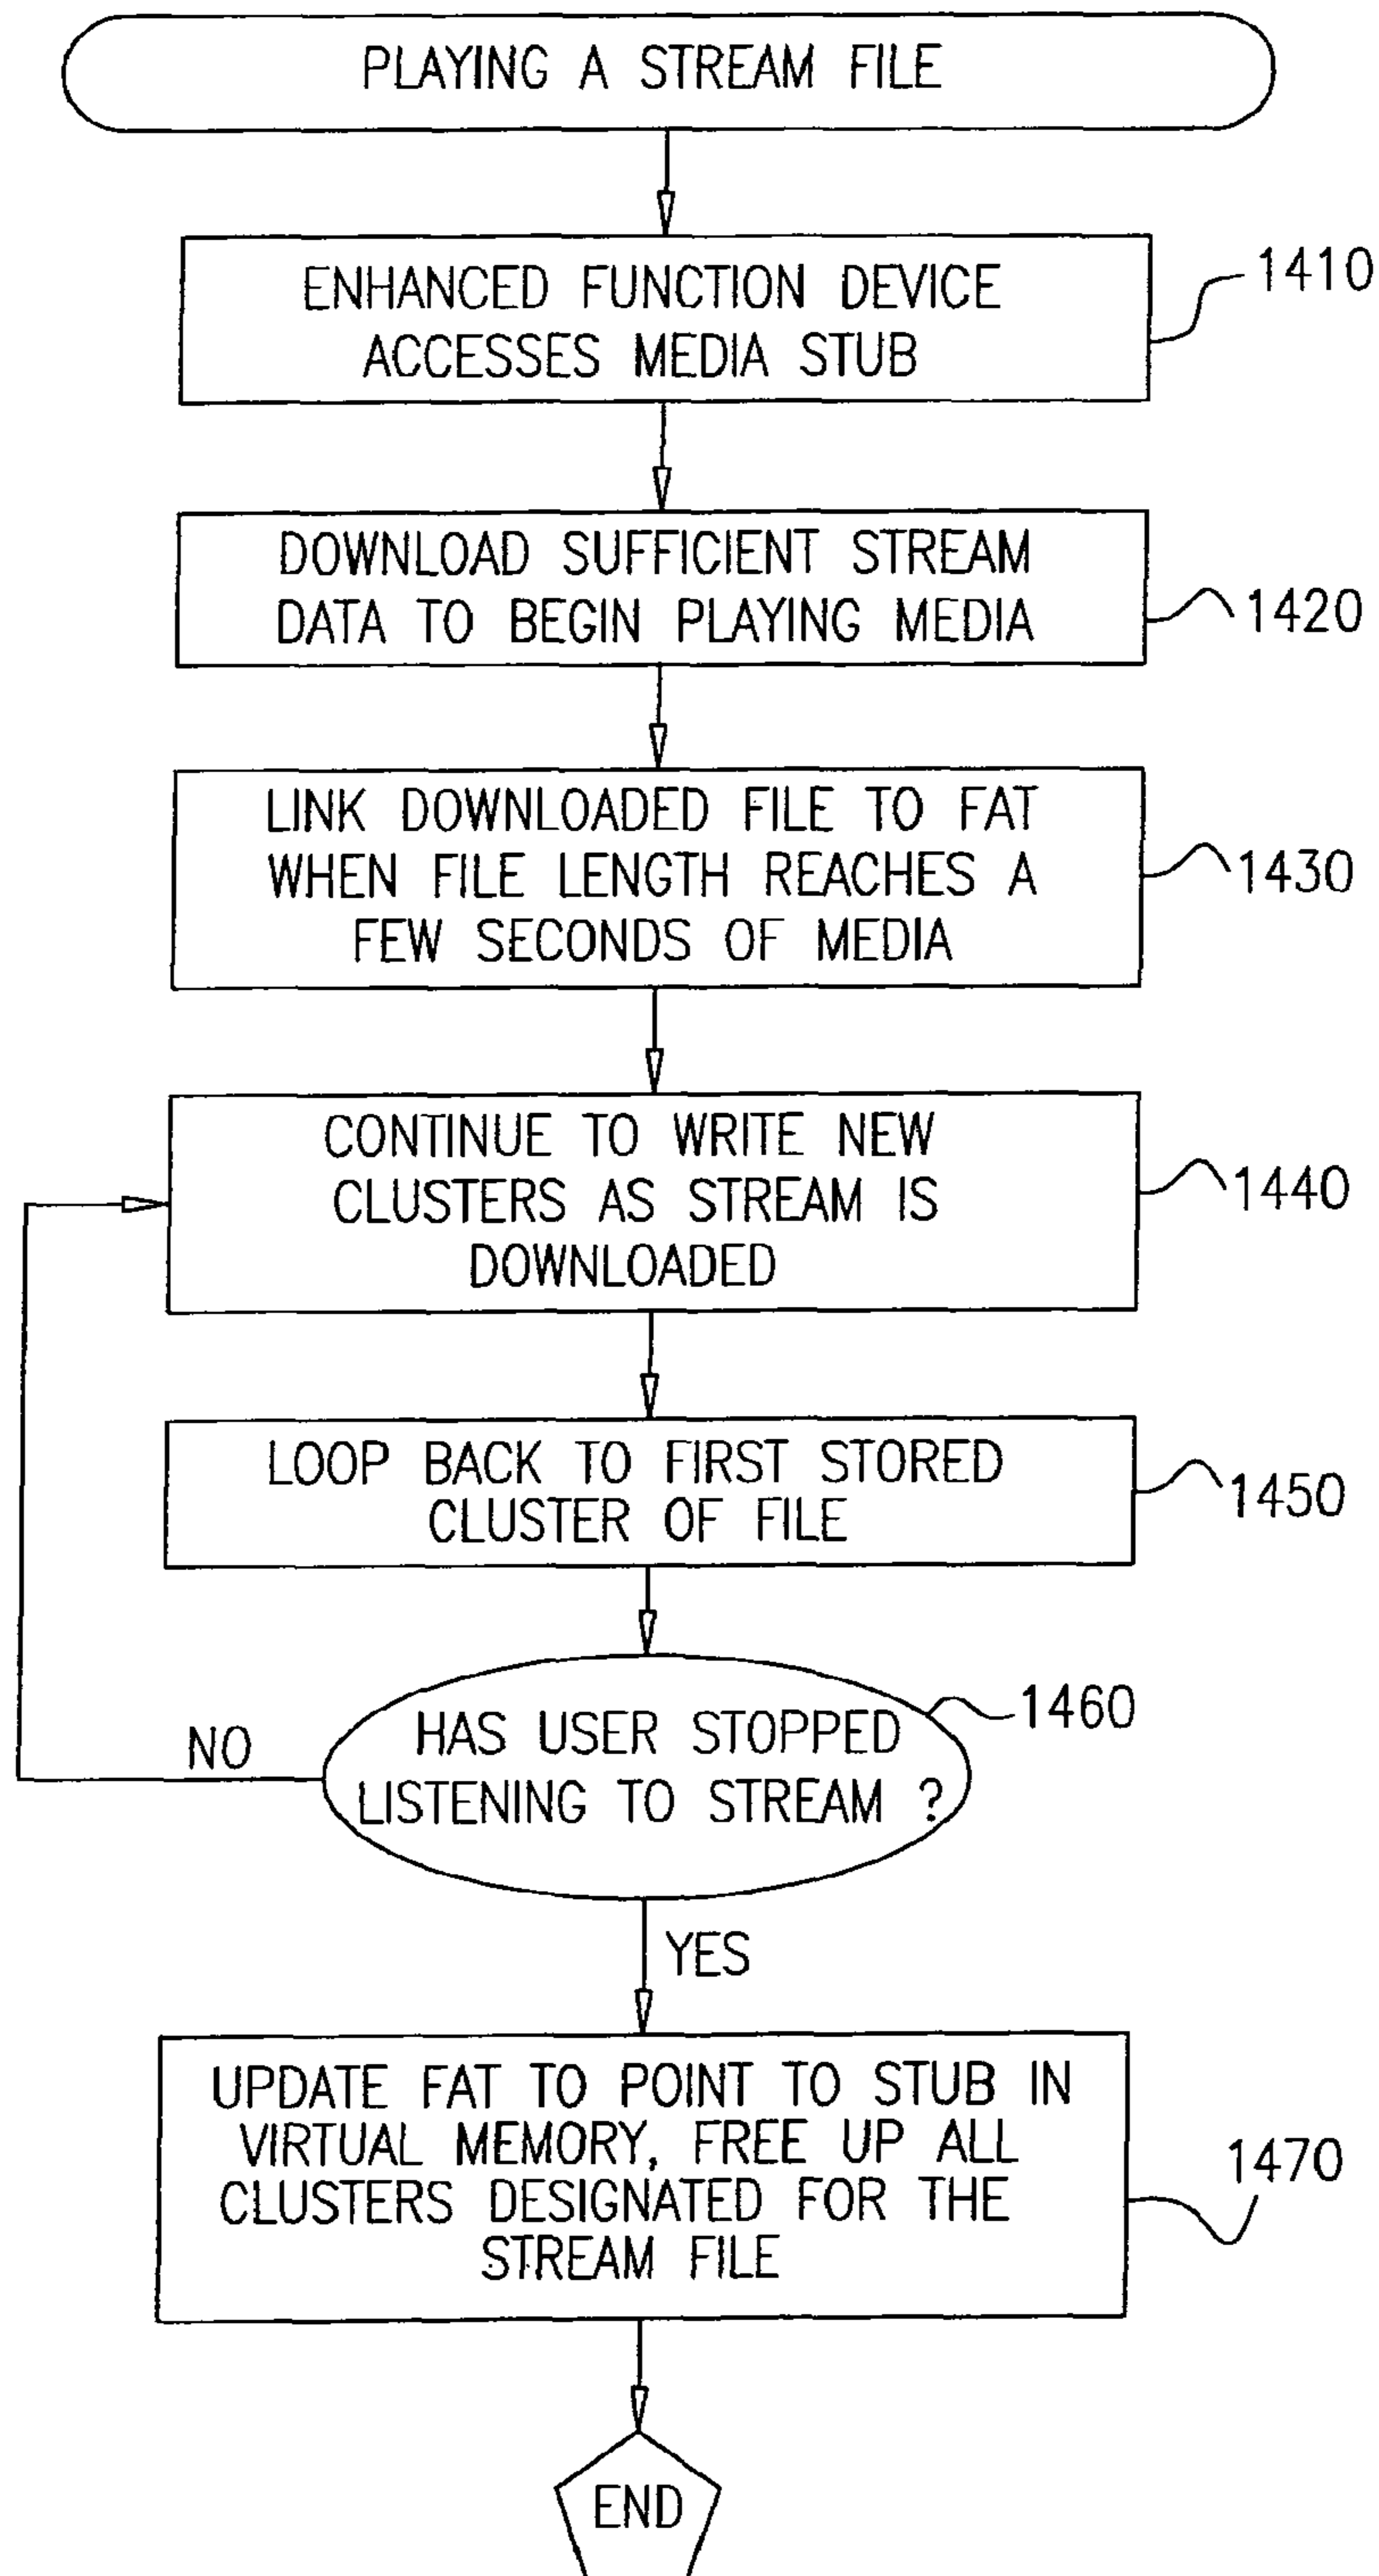 PLAYING A STREAM FILE
ENHANCED FUNCTION DEVICE
ACCESSES MEDIA STUB
1410
DOWNLOAD SUFFICIENT STREAM
DATA TO BEGIN PLAYING MEDIA
1420
LINK DOWNLOADED FILE TO FAT
WHEN FILE LENGTH REACHES A
FEW SECONDS OF MEDIA
1430
CONTINUE TO WRITE NEW
CLUSTERS AS STREAM IS
DOWNLOADED
1440
LOOP BACK TO FIRST STORED
CLUSTER OF FILE
1450
HAS USER STOPPED
LISTENING TO STREAM ?
1460
NO
YES
UPDATE FAT TO POINT TO STUB IN
VIRTUAL MEMORY, FREE UP ALL
CLUSTERS DESIGNATED FOR THE
STREAM FILE
1470
END